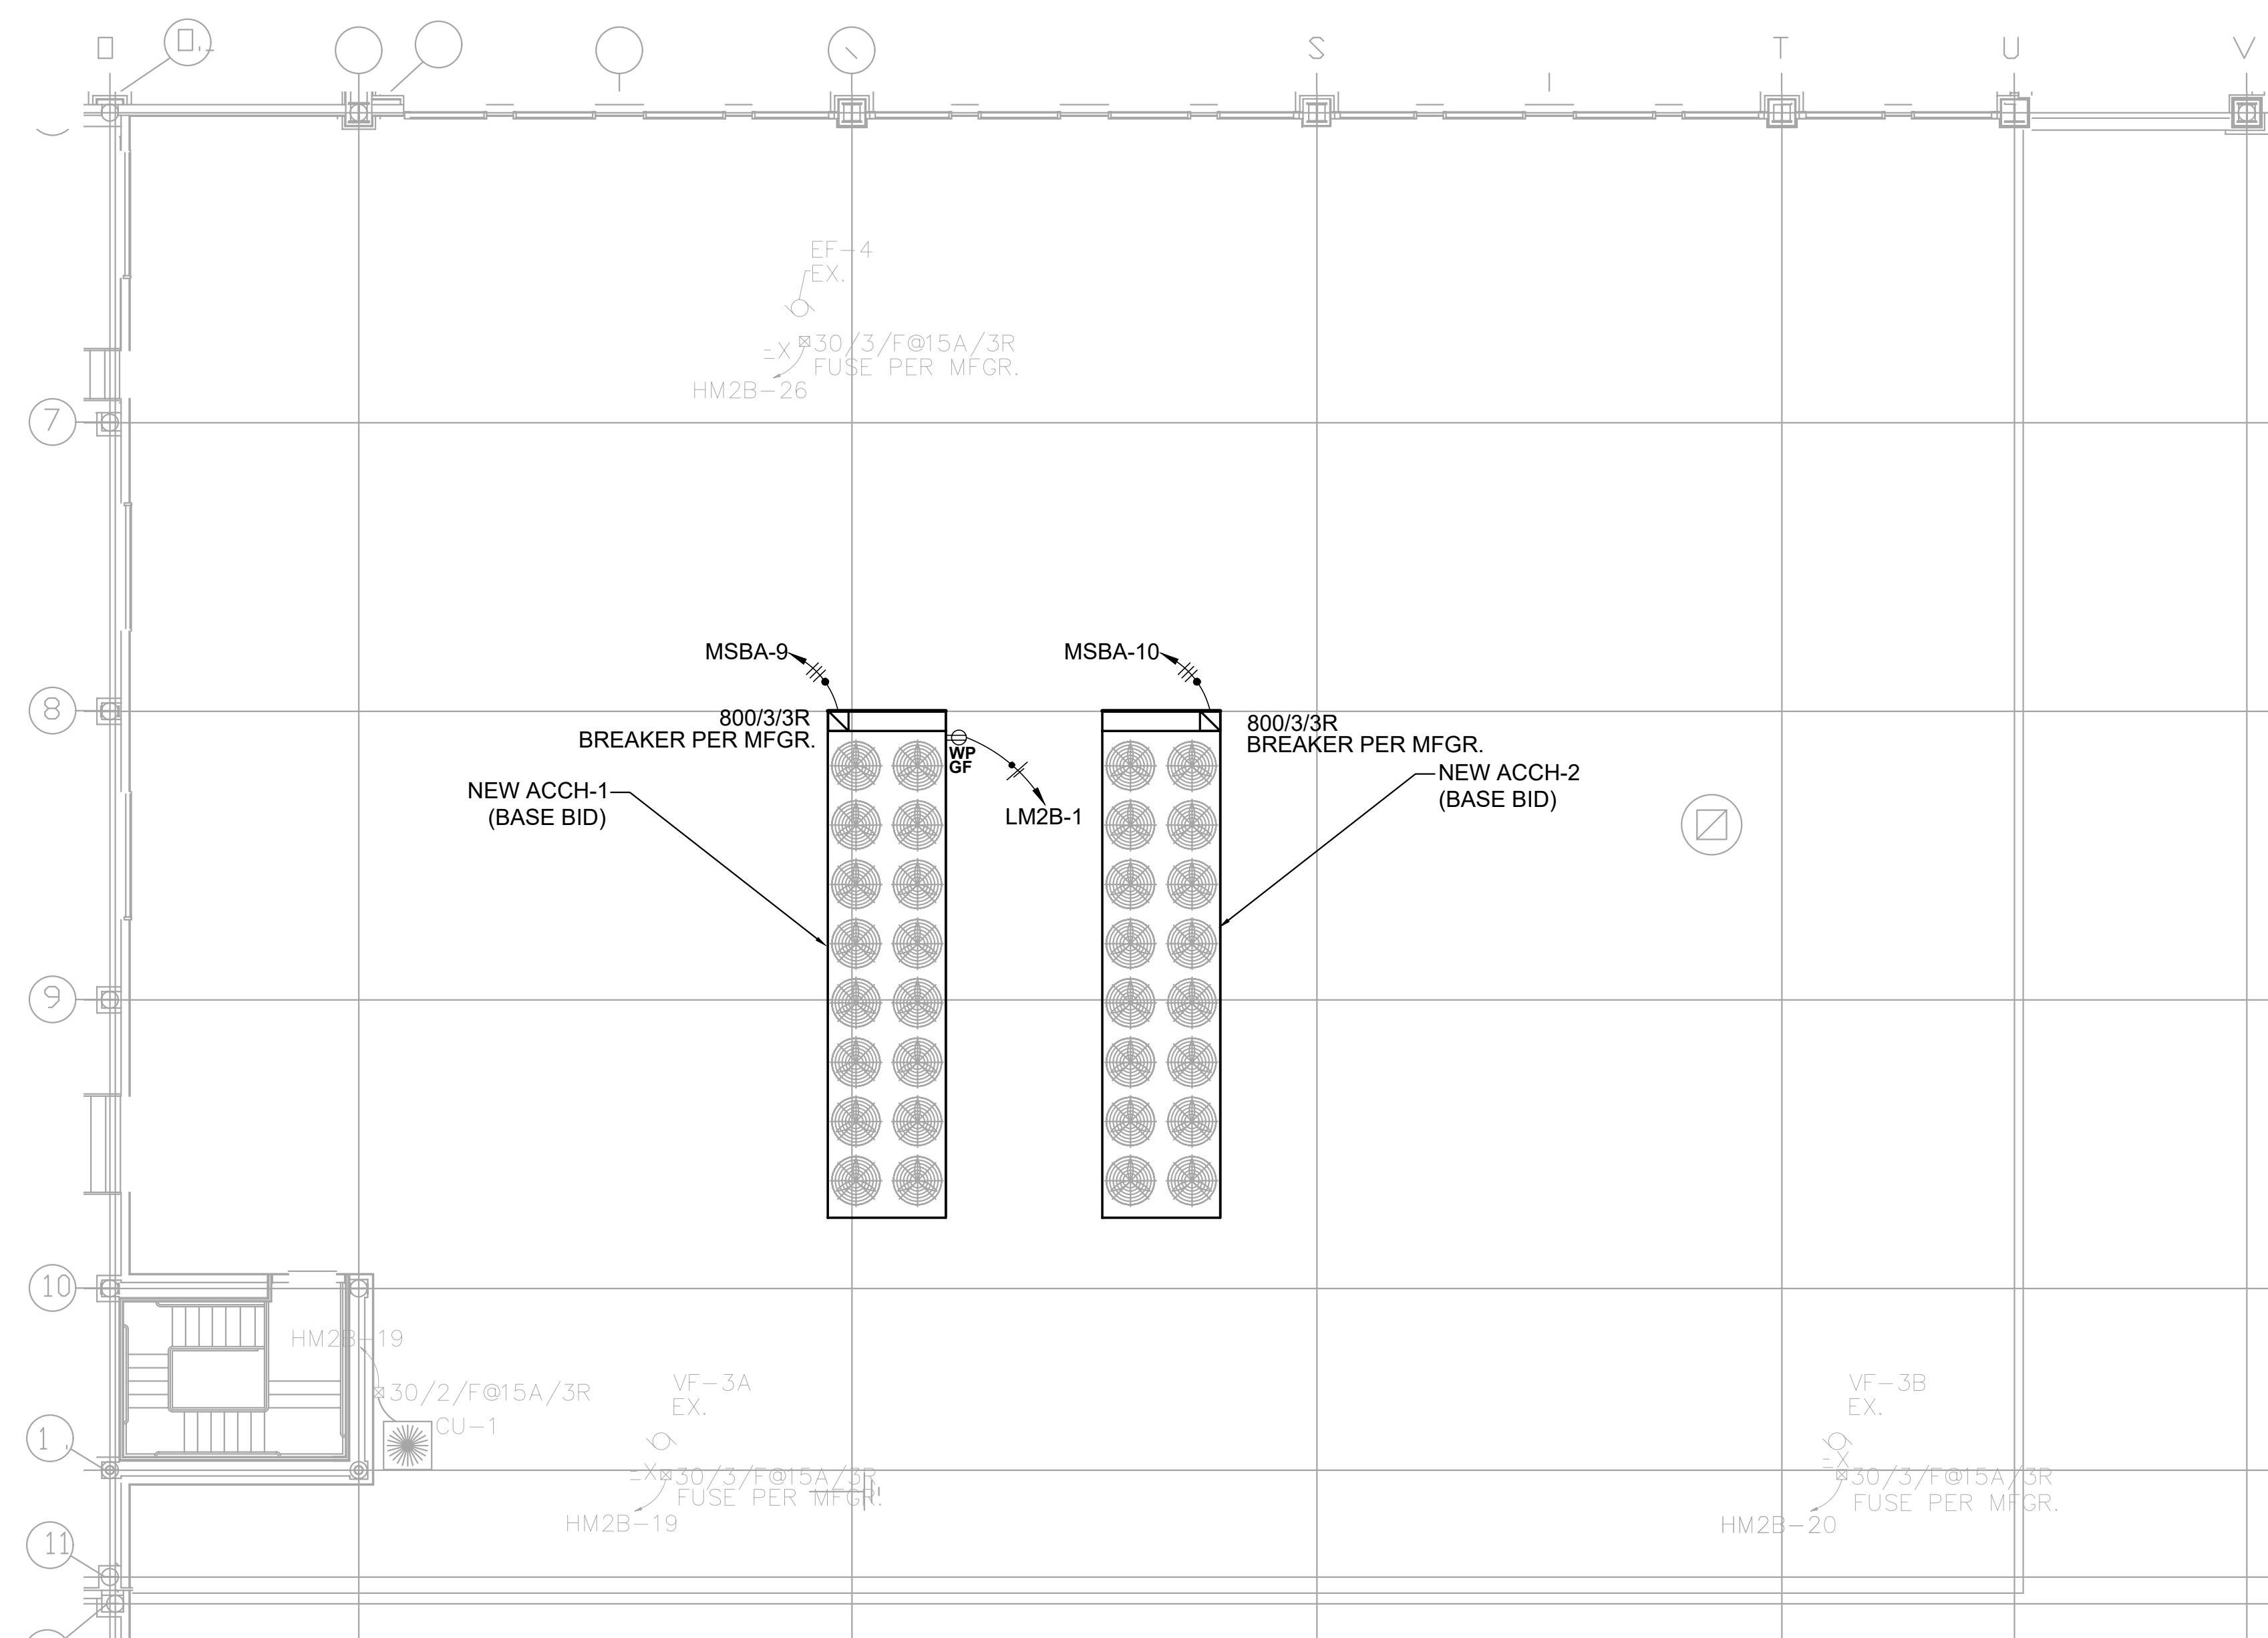 S
T
U
V
EF-4
EX.
30/3/F@15A/3R
FUSE PER MFGR.
HM2B-26
7
MSBA-9
MSBA-10
8
800/3/3R
BREAKER PER MFGR.
800/3/3R
BREAKER PER MFGR.
WP
GF
NEW ACCH-1
(BASE BID)
LM2B-1
NEW ACCH-2
(BASE BID)
9
10
HM2B-19
30/2/F@15A/3R
CU-1
VF-3A
EX.
VF-3B
EX.
30/3/F@15A/3R
FUSE PER MFGR.
HM2B-19
30/3/F@15A/3R
FUSE PER MFGR.
HM2B-20
11